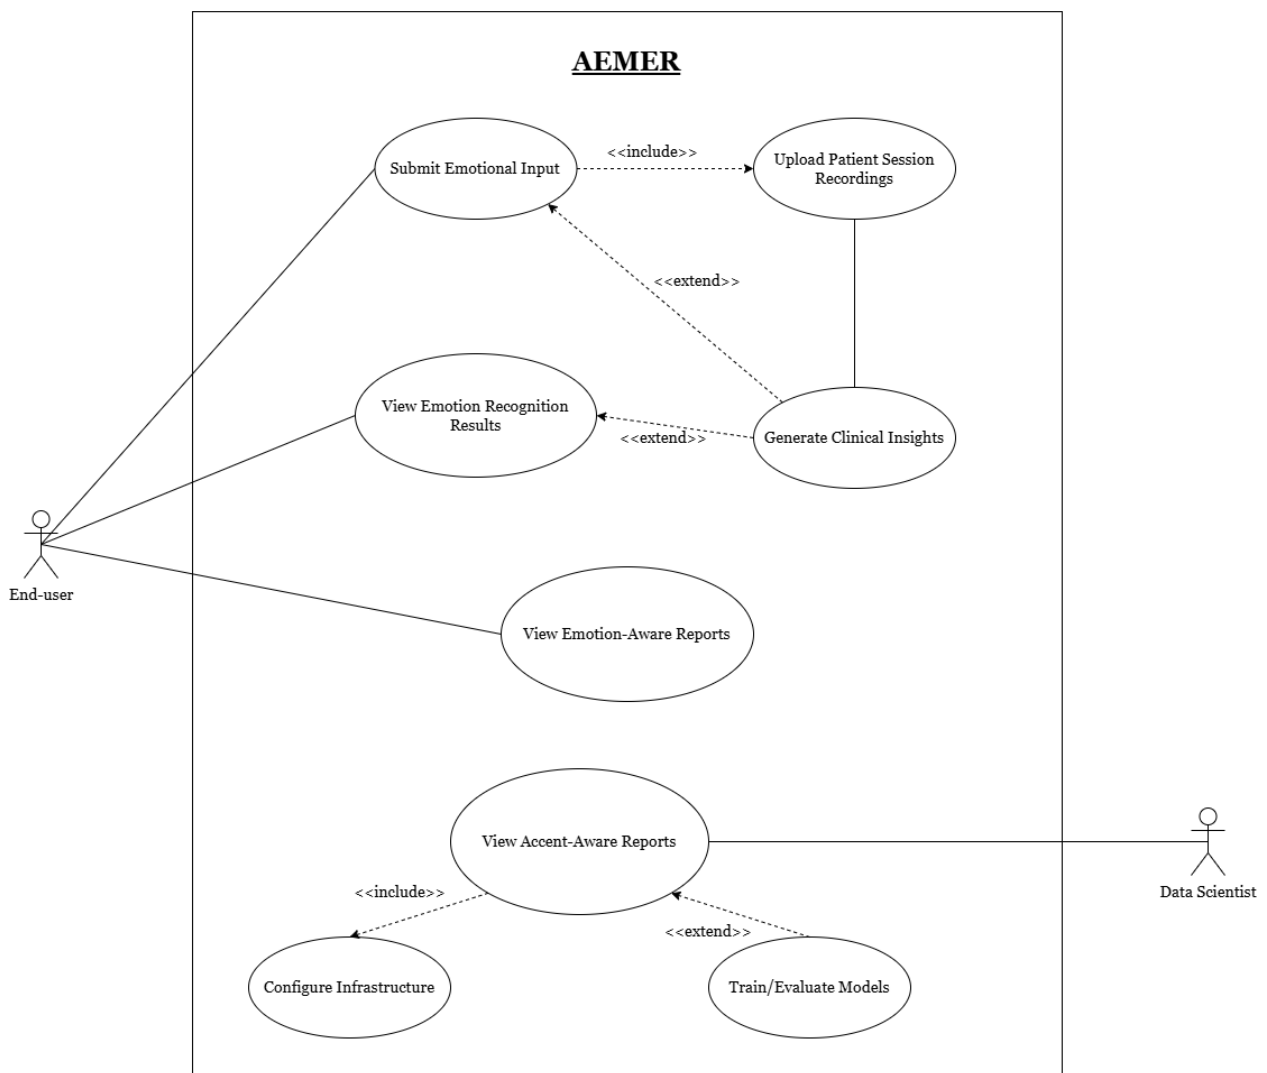 AEMER
Submit Emotional Input
<<include>>
Upload Patient Session
Recordings
<<extend>>
View Emotion Recognition
Results
<<extend>>
Generate Clinical Insights
End-user
View Emotion-Aware Reports
View Accent-Aware Reports
Data Scientist
<<include>>
<<extend>>
Configure Infrastructure
Train/Evaluate Models